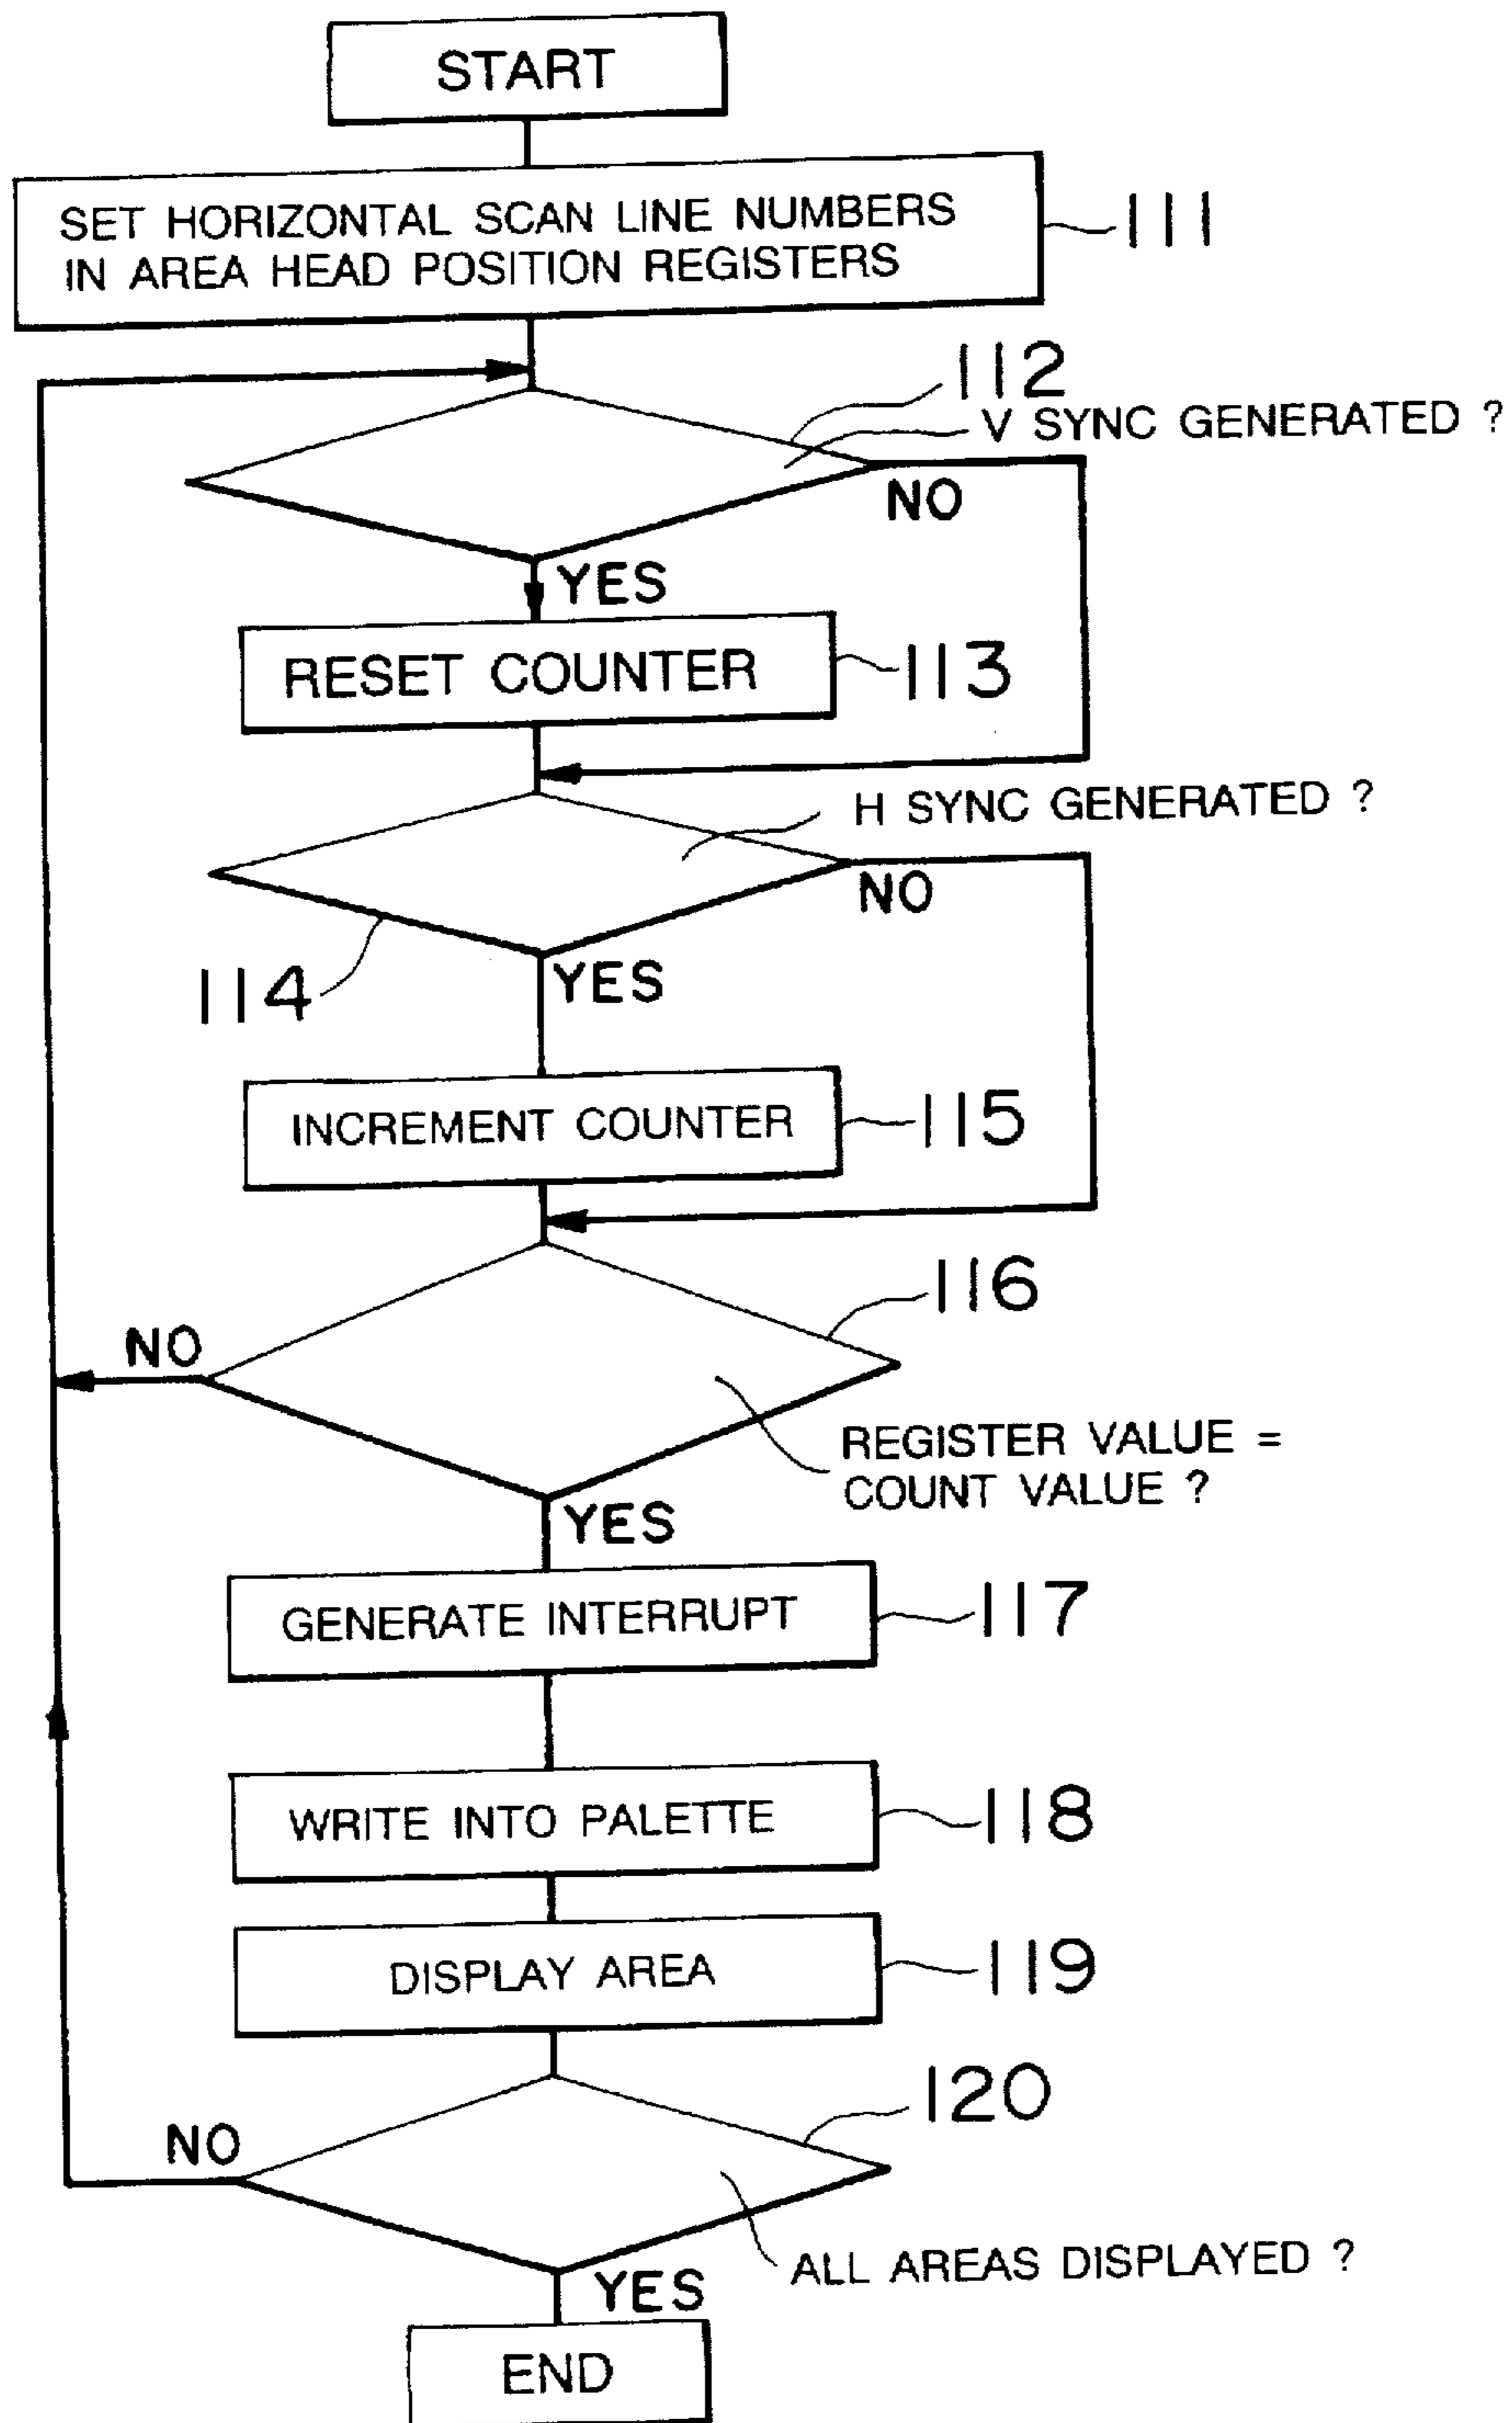 START
SET HORIZONTAL SCAN LINE NUMBERS
IN AREA HEAD POSITION REGISTERS
111
112
V SYNC GENERATED ?
NO
YES
RESET COUNTER
113
H SYNC GENERATED ?
NO
114
YES
INCREMENT COUNTER
115
116
NO
REGISTER VALUE =
COUNT VALUE ?
YES
GENERATE INTERRUPT
117
WRITE INTO PALETTE
118
DISPLAY AREA
119
120
NO
ALL AREAS DISPLAYED ?
YES
END